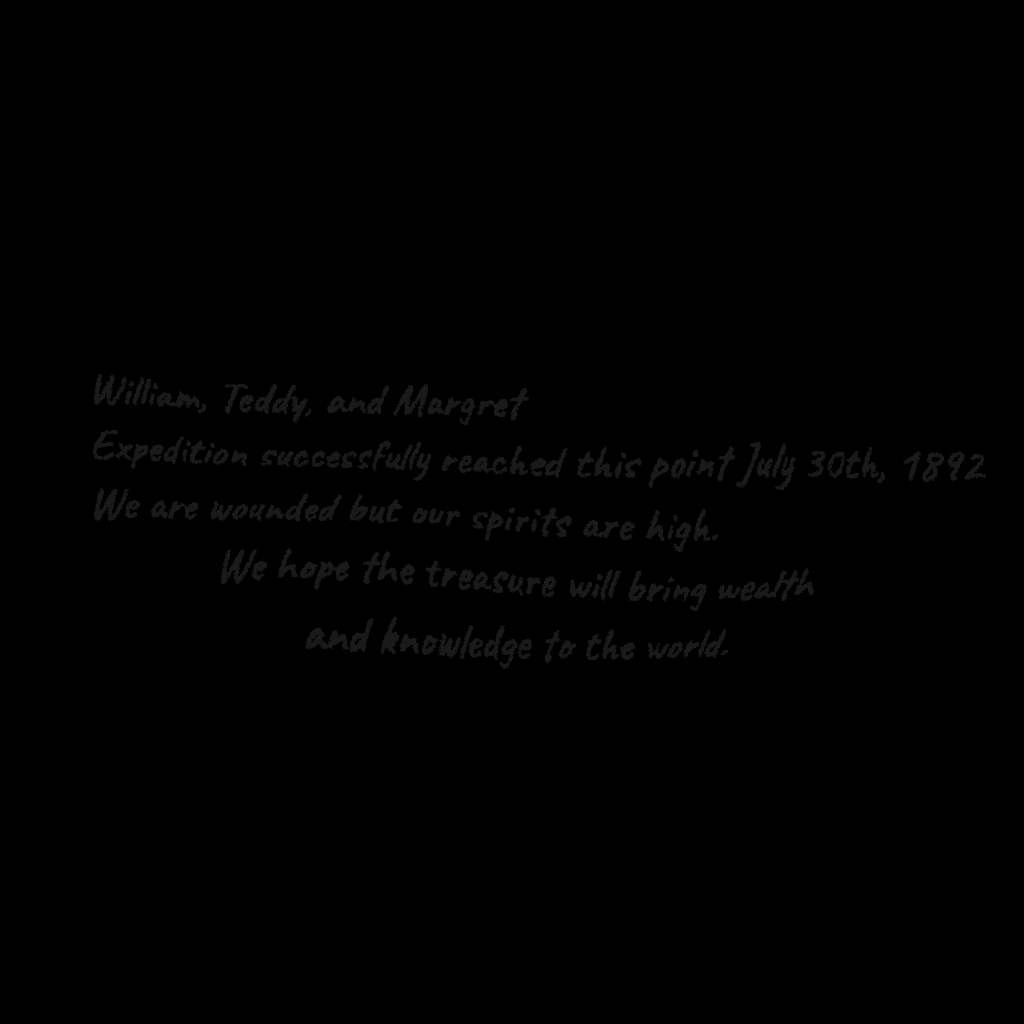 William, Teddy, and Margret
Expedition successfully reached this point July 30th, 1892
We are wounded but our spirits are high.
We hope the treasure will bring wealth
and knowledge to the world.